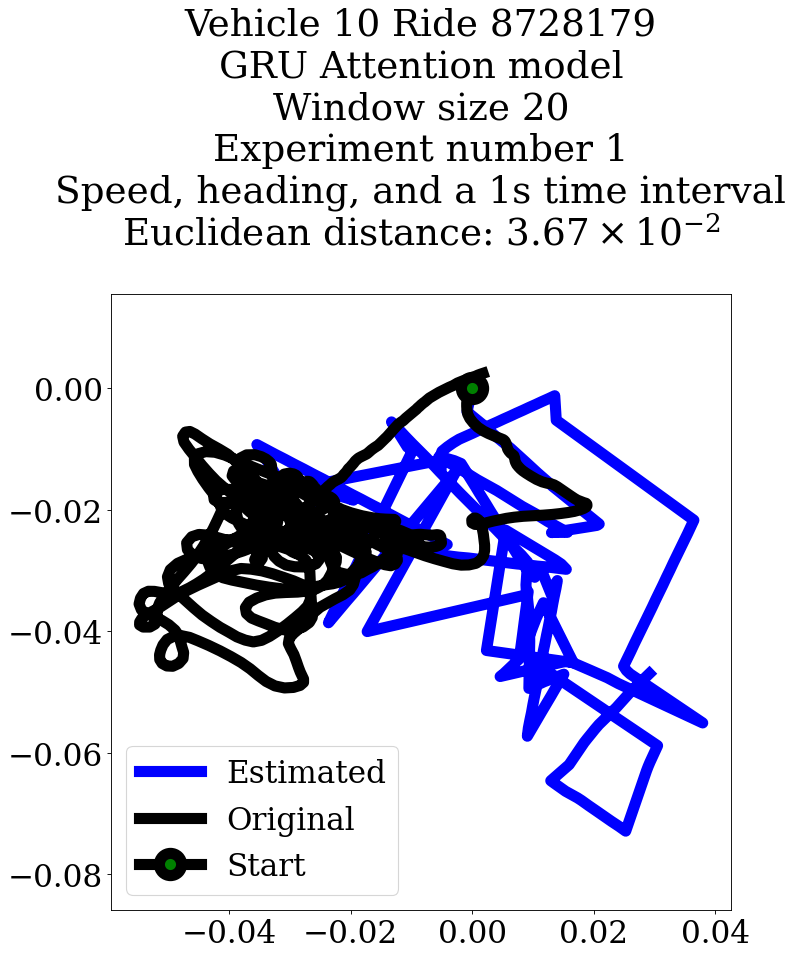 Vehicle 10 Ride 8728179
GRU Attention model
Window size 20
Experiment number 1
Speed, heading, and a 1s time interval
Euclidean distance: 3.67 × 10⁻²
0.00
−0.02
−0.04
−0.06
−0.08
Estimated
Original
Start
−0.04 −0.02 0.00 0.02 0.04